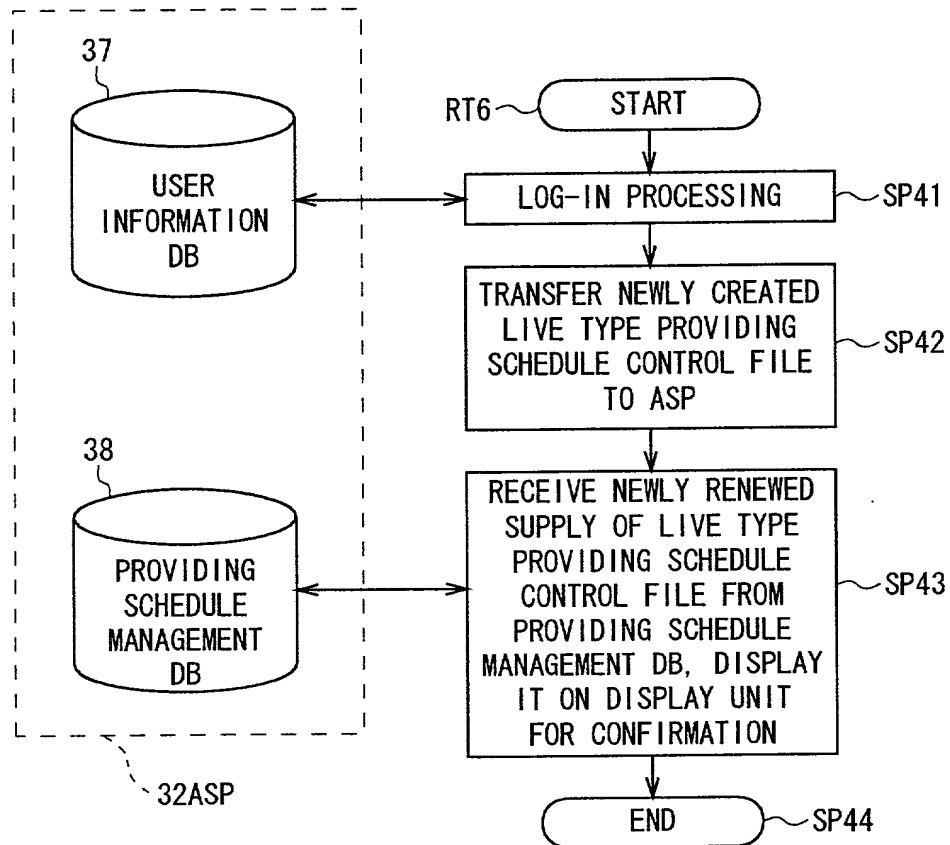 37
USER
INFORMATION
DB
38
PROVIDING
SCHEDULE
MANAGEMENT
DB
32ASP
RT6
START
LOG-IN PROCESSING
SP41
TRANSFER NEWLY CREATED
LIVE TYPE PROVIDING
SCHEDULE CONTROL FILE
TO ASP
SP42
RECEIVE NEWLY RENEWED
SUPPLY OF LIVE TYPE
PROVIDING SCHEDULE
CONTROL FILE FROM
PROVIDING SCHEDULE
MANAGEMENT DB, DISPLAY
IT ON DISPLAY UNIT
FOR CONFIRMATION
SP43
END
SP44